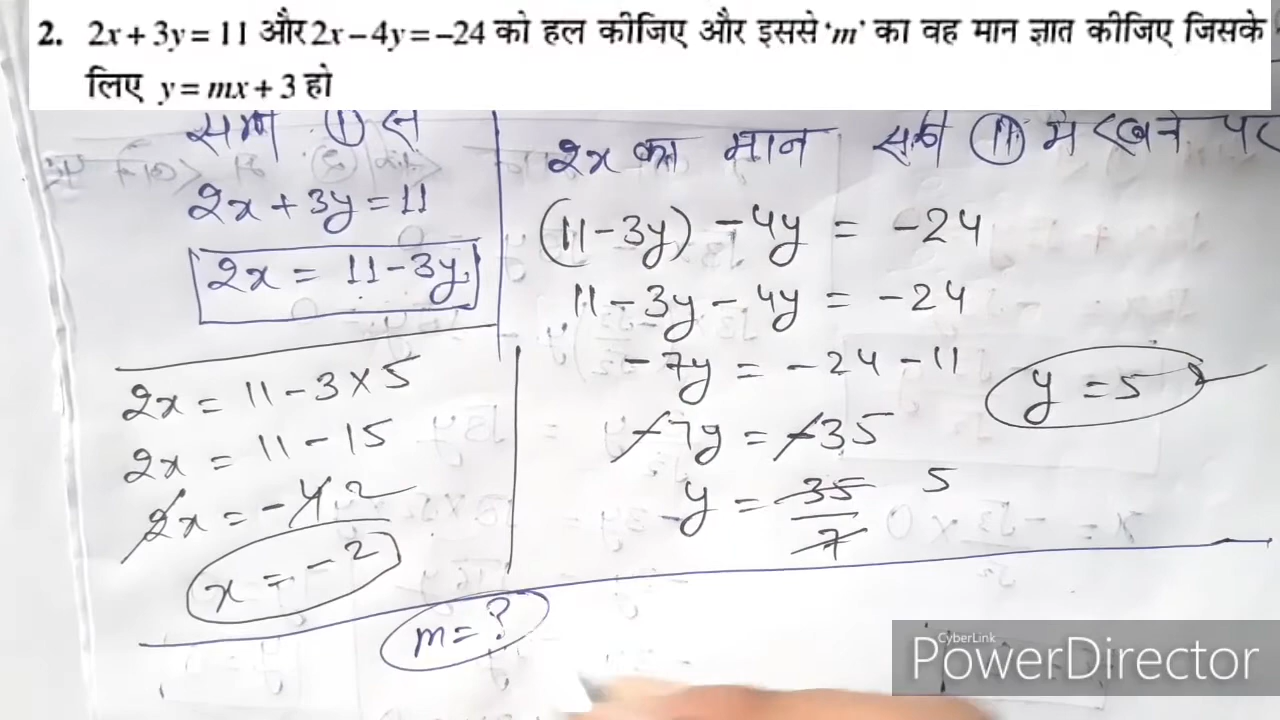 2. 2x + 3y = 11 और 2x – 4y = –24 को हल कीजिए और इससे 'm' का वह मान ज्ञात कीजिए जिसके
लिए y = mx + 3 हो
समी ① से
2x + 3y = 11
2x = 11 - 3y
2x का मान समी ⑪ में रखने पर
(11 - 3y) - 4y = -24
11 - 3y - 4y = -24
-7y = -24 - 11
-7y = -35
y = 35 5
7
y = 5
2x = 11 - 3 x 5
2x = 11 - 15
2x = -4 2
x = -2
m = ?
CyberLink
PowerDirector